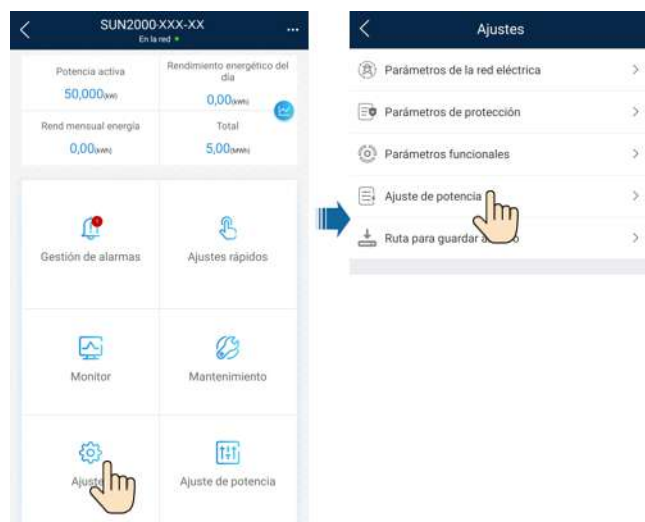 SUN2000-XXX-XX
En la red
Potencia activa
50,000(kW)
Rendimiento energético del
día
0,00(kWh)
Rend mensual energía
0,00(kWh)
Total
5,00(MWh)
Gestión de alarmas
Ajustes rápidos
Monitor
Mantenimiento
Ajuste
Ajuste de potencia
Ajustes
Parámetros de la red eléctrica
Parámetros de protección
Parámetros funcionales
Ajuste de potencia
Ruta para guardar